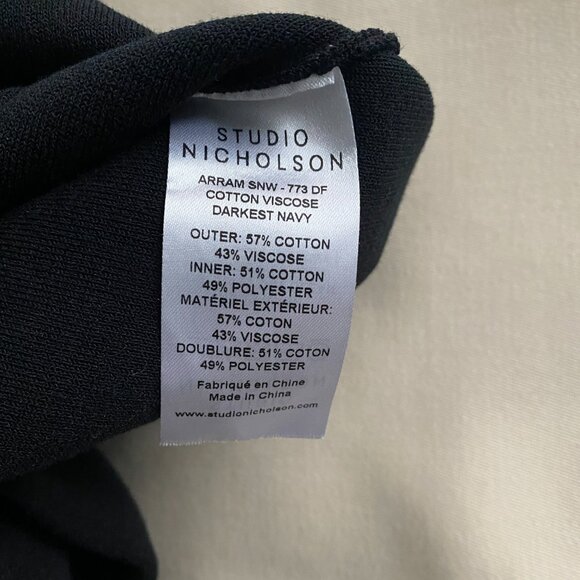 STUDIO
NICHOLSON
ARRAM SNW - 773 DF
COTTON VISCOSE
DARKEST NAVY
OUTER: 57% COTTON
43% VISCOSE
INNER: 51% COTTON
49% POLYESTER
MATÉRIEL EXTÉRIEUR:
57% COTON
43% VISCOSE
DOUBLURE: 51% COTON
49% POLYESTER
Fabriqué en Chine
Made in China
www.studionicholson.com